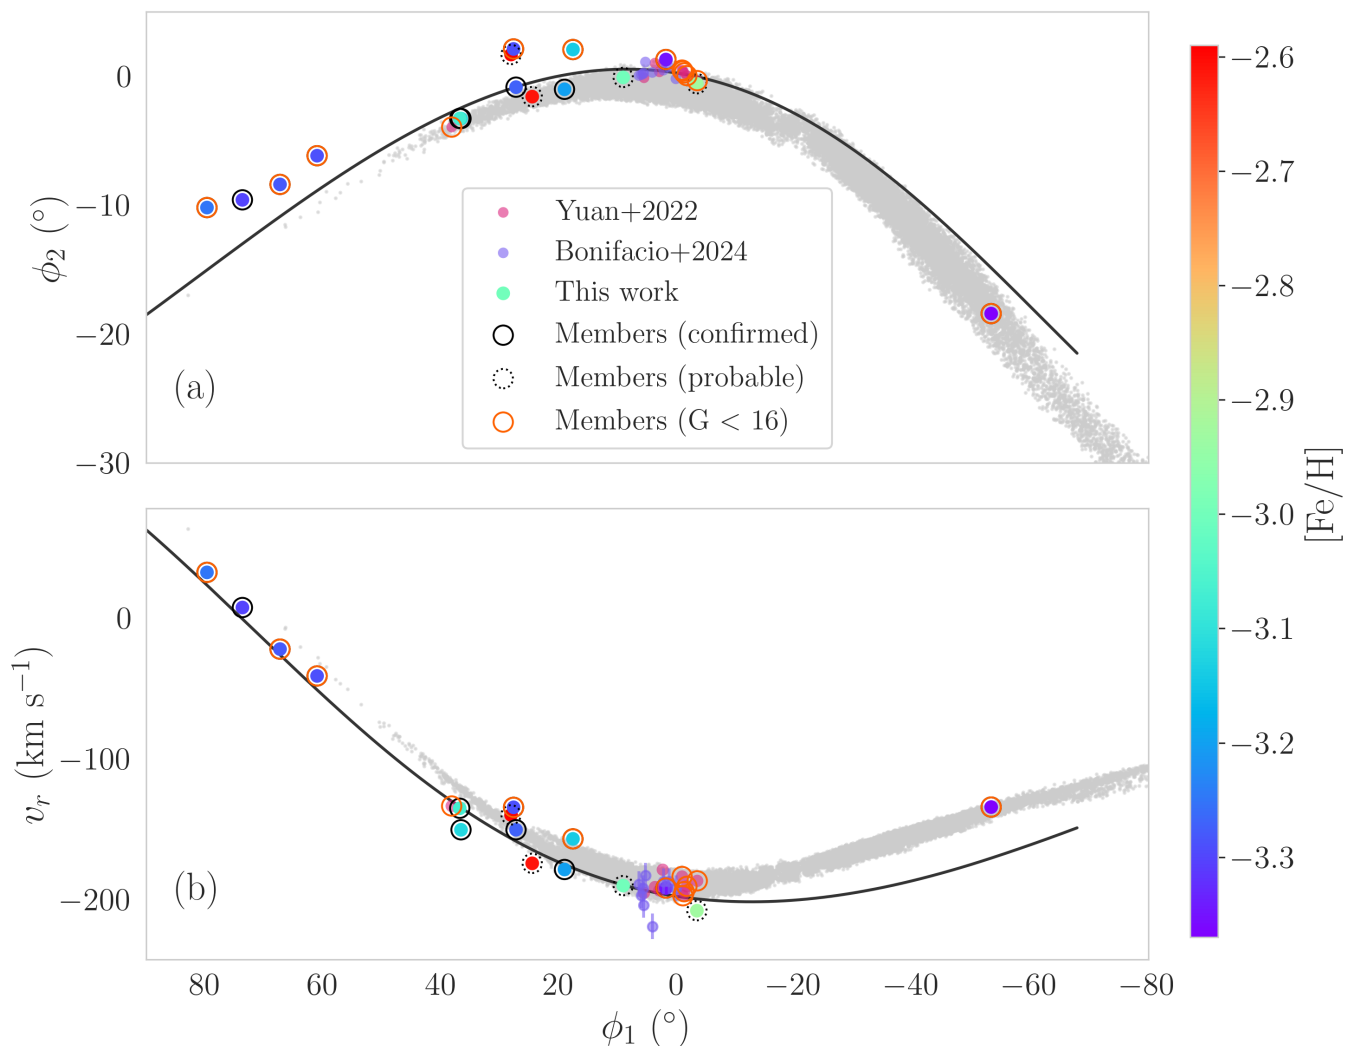 0
−10
−20
−30
ϕ₂ (°)
(a)
Yuan+2022
Bonifacio+2024
This work
Members (confirmed)
Members (probable)
Members (G < 16)
0
−100
−200
vᵣ (km s⁻¹)
(b)
80 60 40 20 0 −20 −40 −60 −80
ϕ₁ (°)
−2.6
−2.7
−2.8
−2.9
−3.0
−3.1
−3.2
−3.3
[Fe/H]